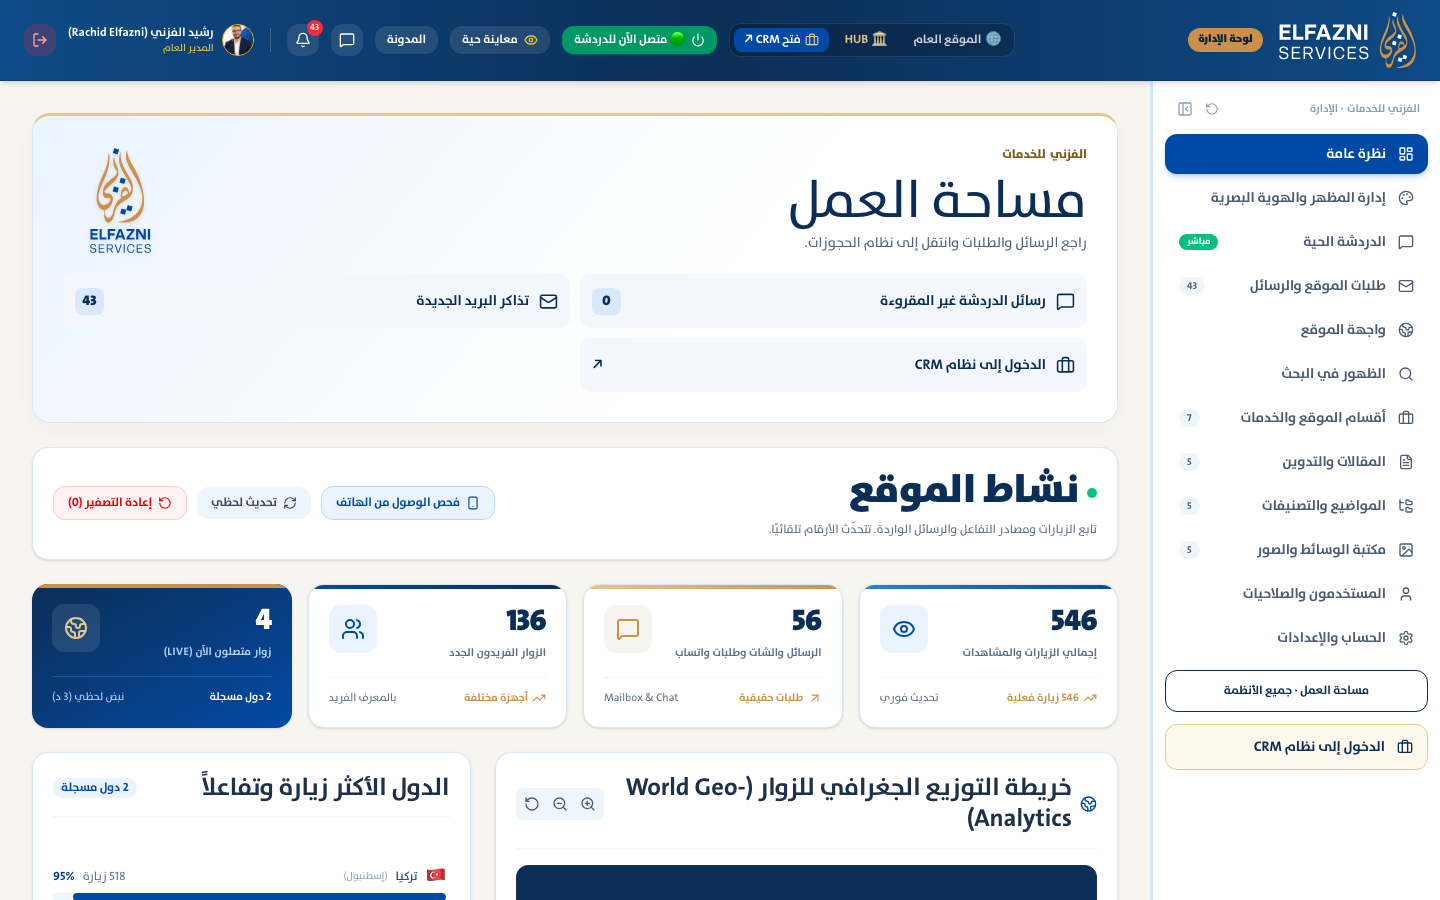 ELFAZNI
SERVICES
لوحة الإدارة
الموقع العام
HUB
فتح CRM ↗
متصل الآن للدردشة
معاينة حية
المدونة
43
رشيد الفزني (Rachid Elfazni)
المدير العام
الفزني للخدمات · الإدارة
نظرة عامة
إدارة المظهر والهوية البصرية
الدردشة الحية
مباشر
طلبات الموقع والرسائل
43
واجهة الموقع
الظهور في البحث
أقسام الموقع والخدمات
7
المقالات والتدوين
5
المواضيع والتصنيفات
5
مكتبة الوسائط والصور
5
المستخدمون والصلاحيات
الحساب والإعدادات
مساحة العمل · جميع الأنظمة
الدخول إلى نظام CRM
الفزني للخدمات
مساحة العمل
راجع الرسائل والطلبات وانتقل إلى نظام الحجوزات.
ELFAZNI
SERVICES
رسائل الدردشة غير المقروءة
0
تذاكر البريد الجديدة
43
الدخول إلى نظام CRM
↗
نشاط الموقع
تابع الزيارات ومصادر التفاعل والرسائل الواردة. تتحدّث الأرقام تلقائيًا.
فحص الوصول من الهاتف
تحديث لحظي
إعادة التصفير (0)
546
إجمالي الزيارات والمشاهدات
546 زيارة فعلية
تحديث فوري
56
الرسائل والشات وطلبات واتساب
طلبات حقيقية
Mailbox & Chat
136
الزوار الفريدون الجدد
أجهزة مختلفة
بالمعرف الفريد
4
زوار متصلون الآن (LIVE)
2 دول مسجلة
نبض لحظي (3 د)
خريطة التوزيع الجغرافي للزوار (World Geo-
Analytics)
الدول الأكثر زيارة وتفاعلاً
2 دول مسجلة
تركيا
(إسطنبول)
518 زيارة
95%